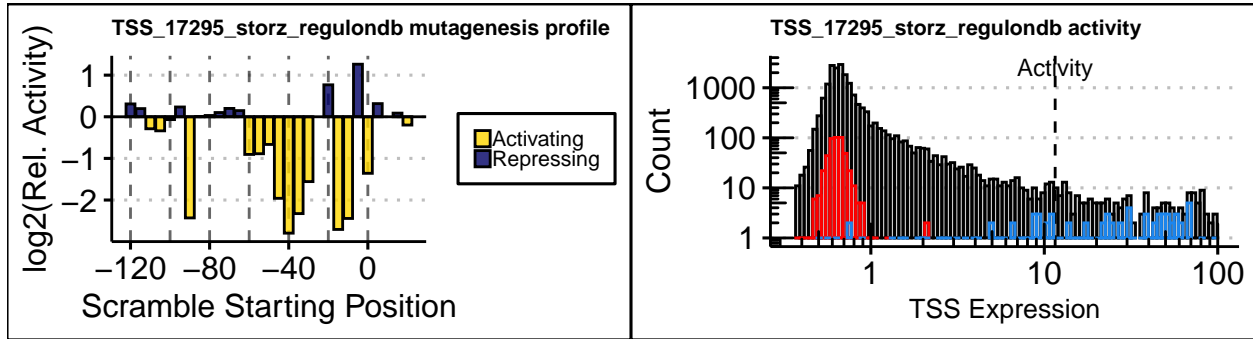 TSS_17295_storz_regulondb mutagenesis profile
log2(Rel. Activity)
1
0
−1
−2
−120
−80
−40
0
Scramble Starting Position
Activating
Repressing
TSS_17295_storz_regulondb activity
Activity
Count
1000
100
10
1
1
10
100
TSS Expression